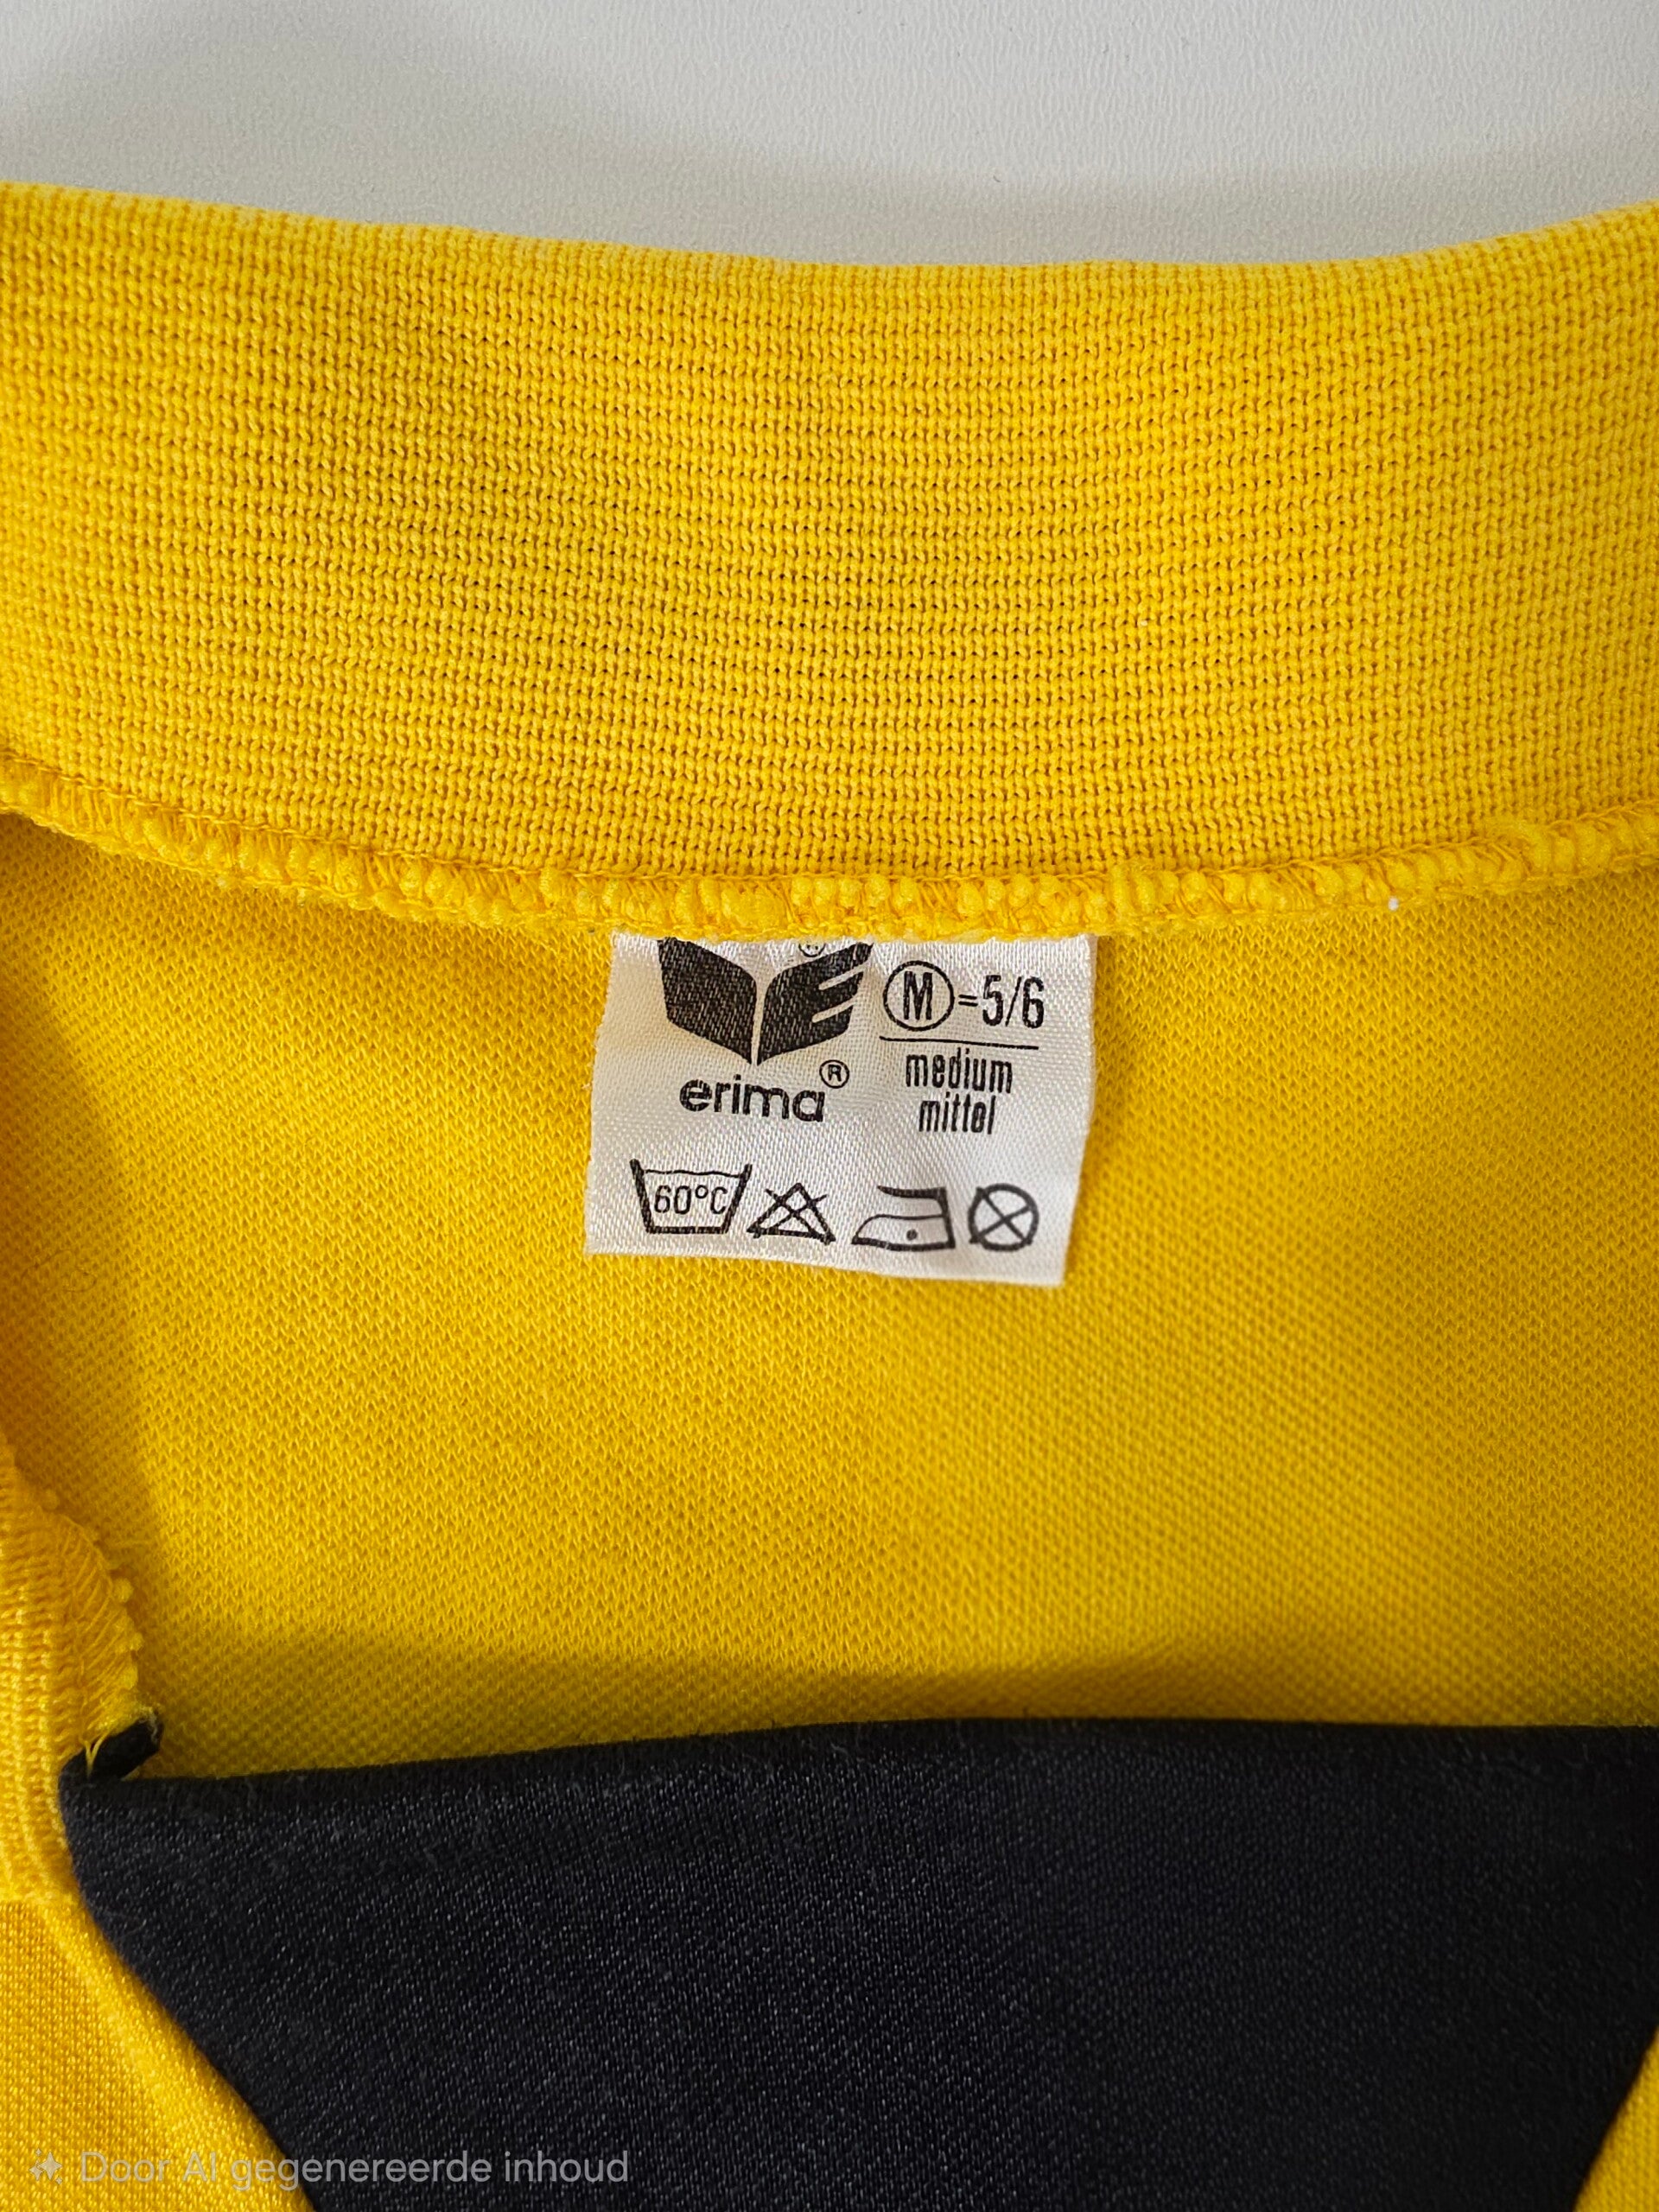 ®
M=5/6
erima®
medium
mittel
60°C
Door AI gegenereerde inhoud